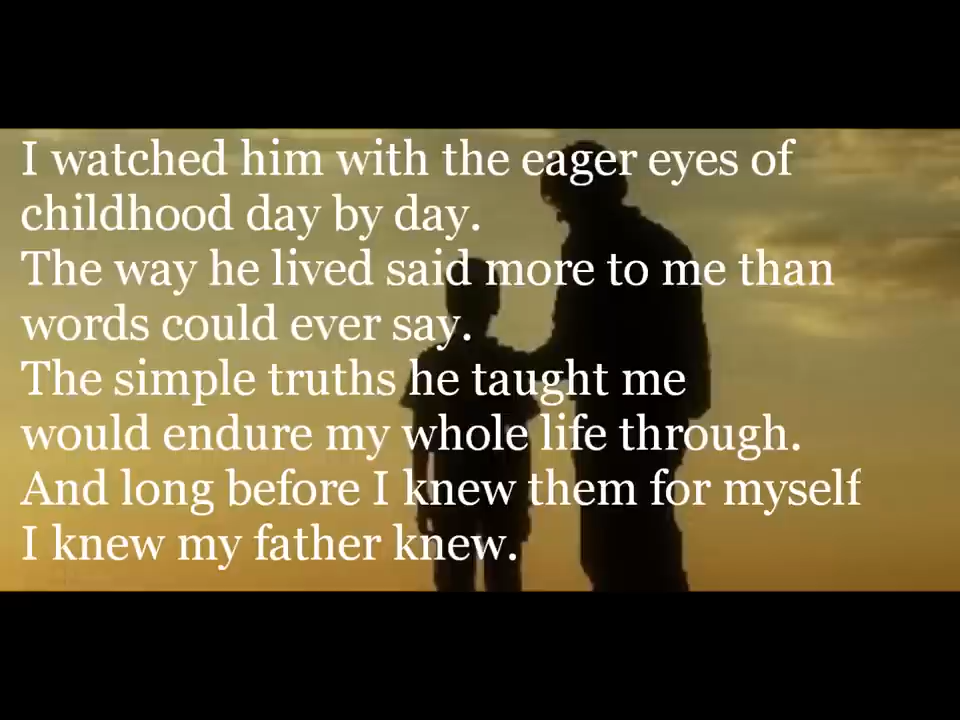 I watched him with the eager eyes of
childhood day by day.
The way he lived said more to me than
words could ever say.
The simple truths he taught me
would endure my whole life through.
And long before I knew them for myself
I knew my father knew.